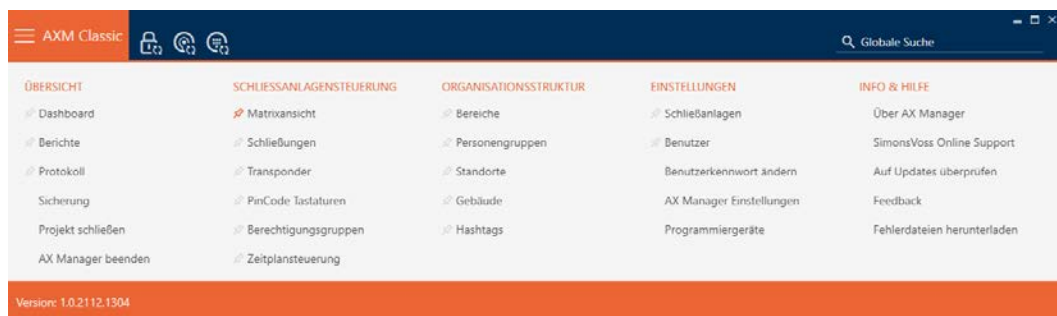 AXM Classic
Globale Suche
ÜBERSICHT
Dashboard
Berichte
Protokoll
Sicherung
Projekt schließen
AX Manager beenden
SCHLIESSANLAGENSTEUERUNG
Matrixansicht
Schließungen
Transponder
PinCode Tastaturen
Berechtigungsgruppen
Zeitplansteuerung
ORGANISATIONSSTRUKTUR
Bereiche
Personengruppen
Standorte
Gebäude
Hashtags
EINSTELLUNGEN
Schließanlagen
Benutzer
Benutzerkennwort ändern
AX Manager Einstellungen
Programmiergeräte
INFO & HILFE
Über AX Manager
SimonsVoss Online Support
Auf Updates überprüfen
Feedback
Fehlerdateien herunterladen
Version: 1.0.2112.1304